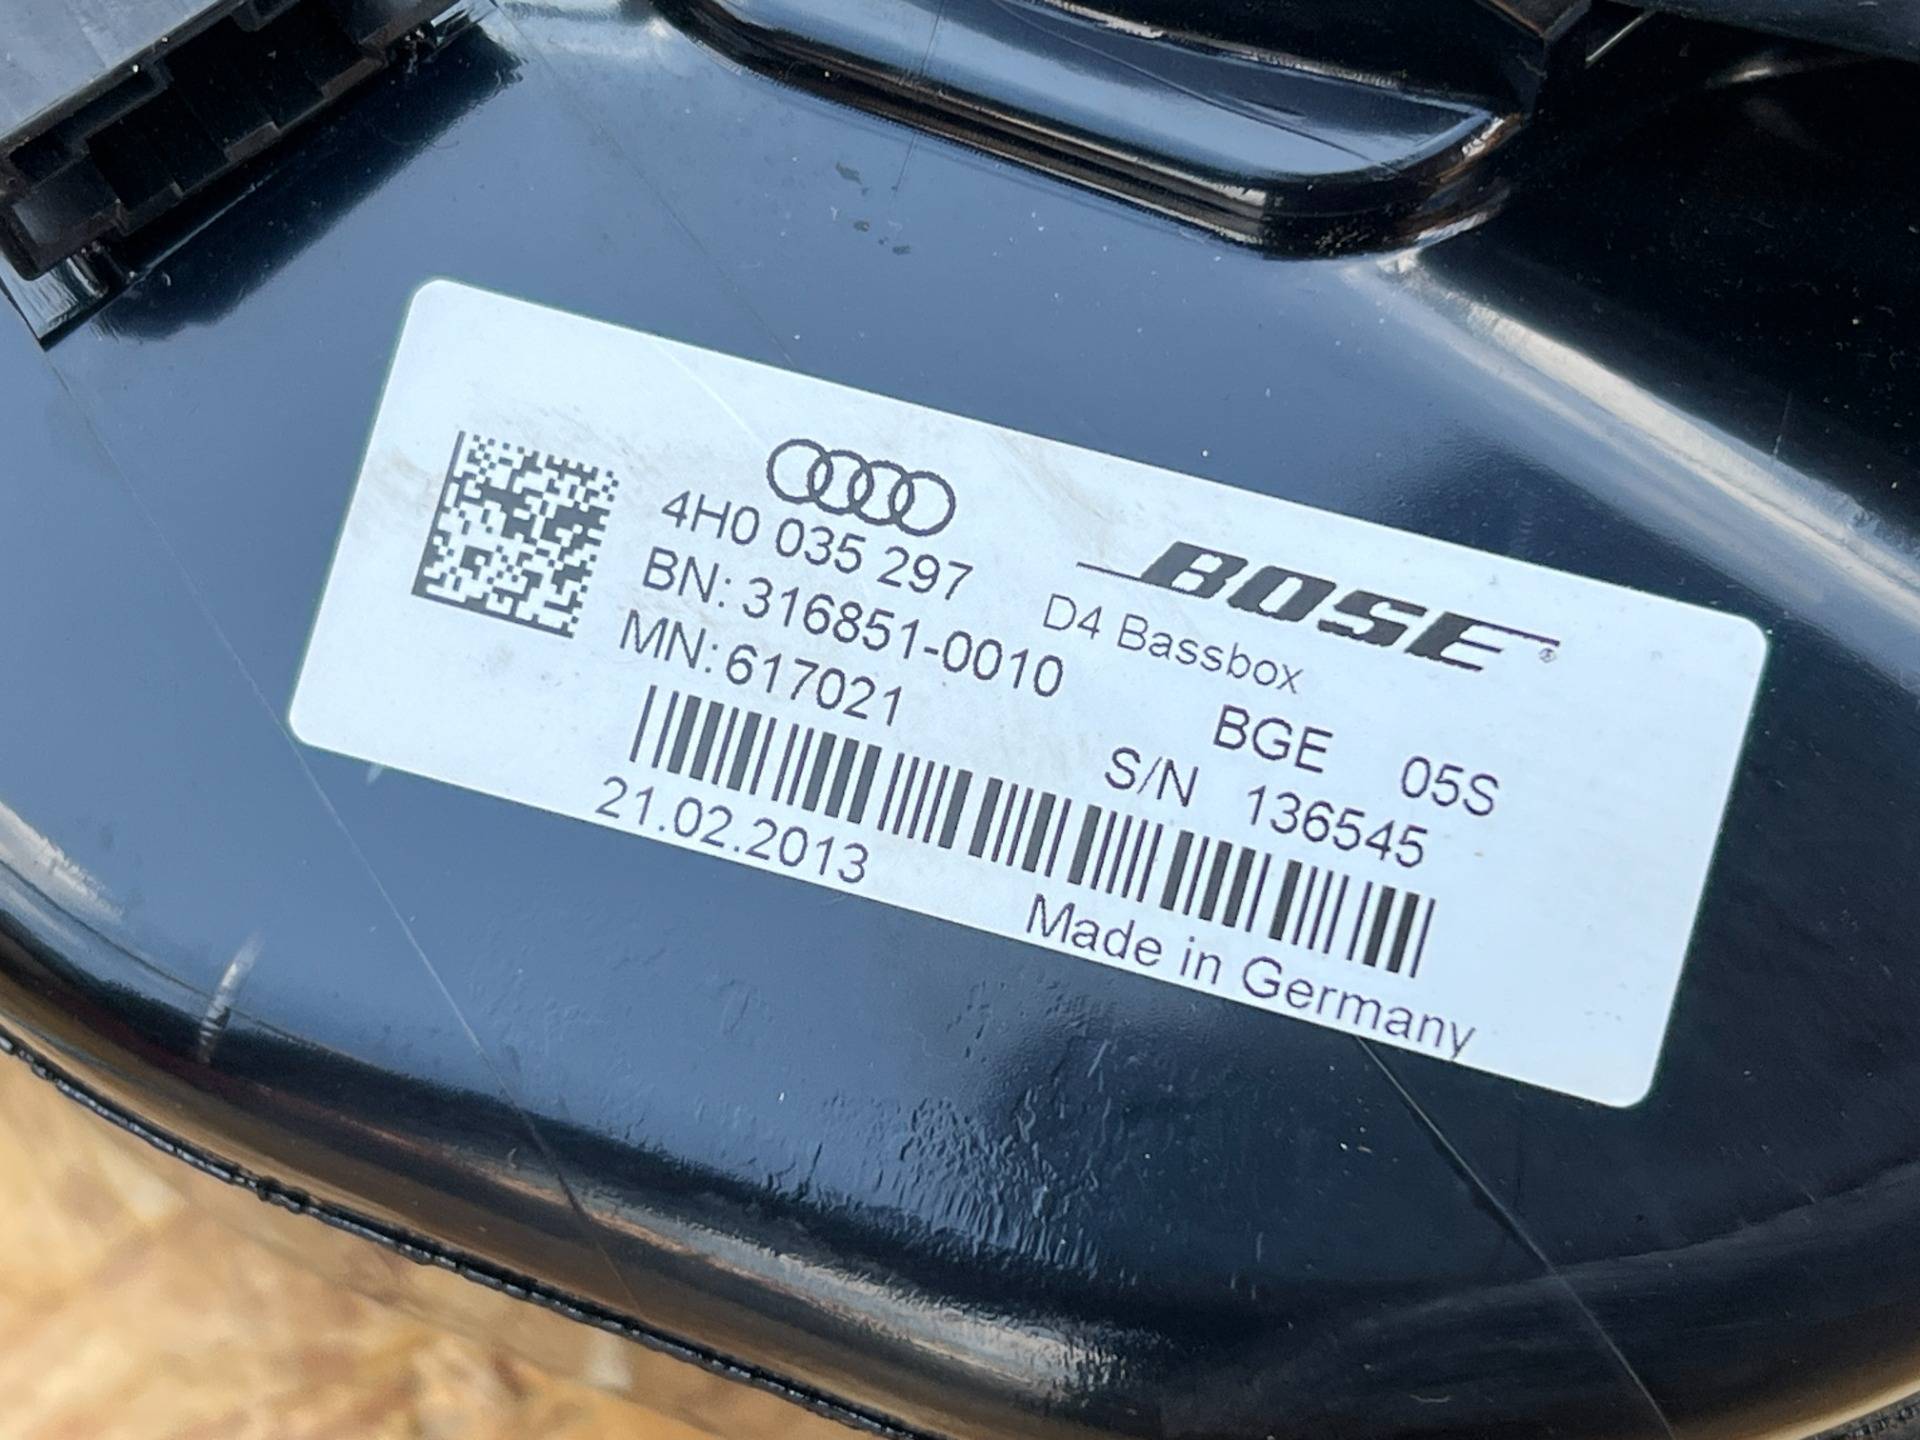 4H0 035 297
BN: 316851-0010
MN: 617021
BOSE®
D4 Bassbox
BGE 05S
S/N 136545
21.02.2013
Made in Germany